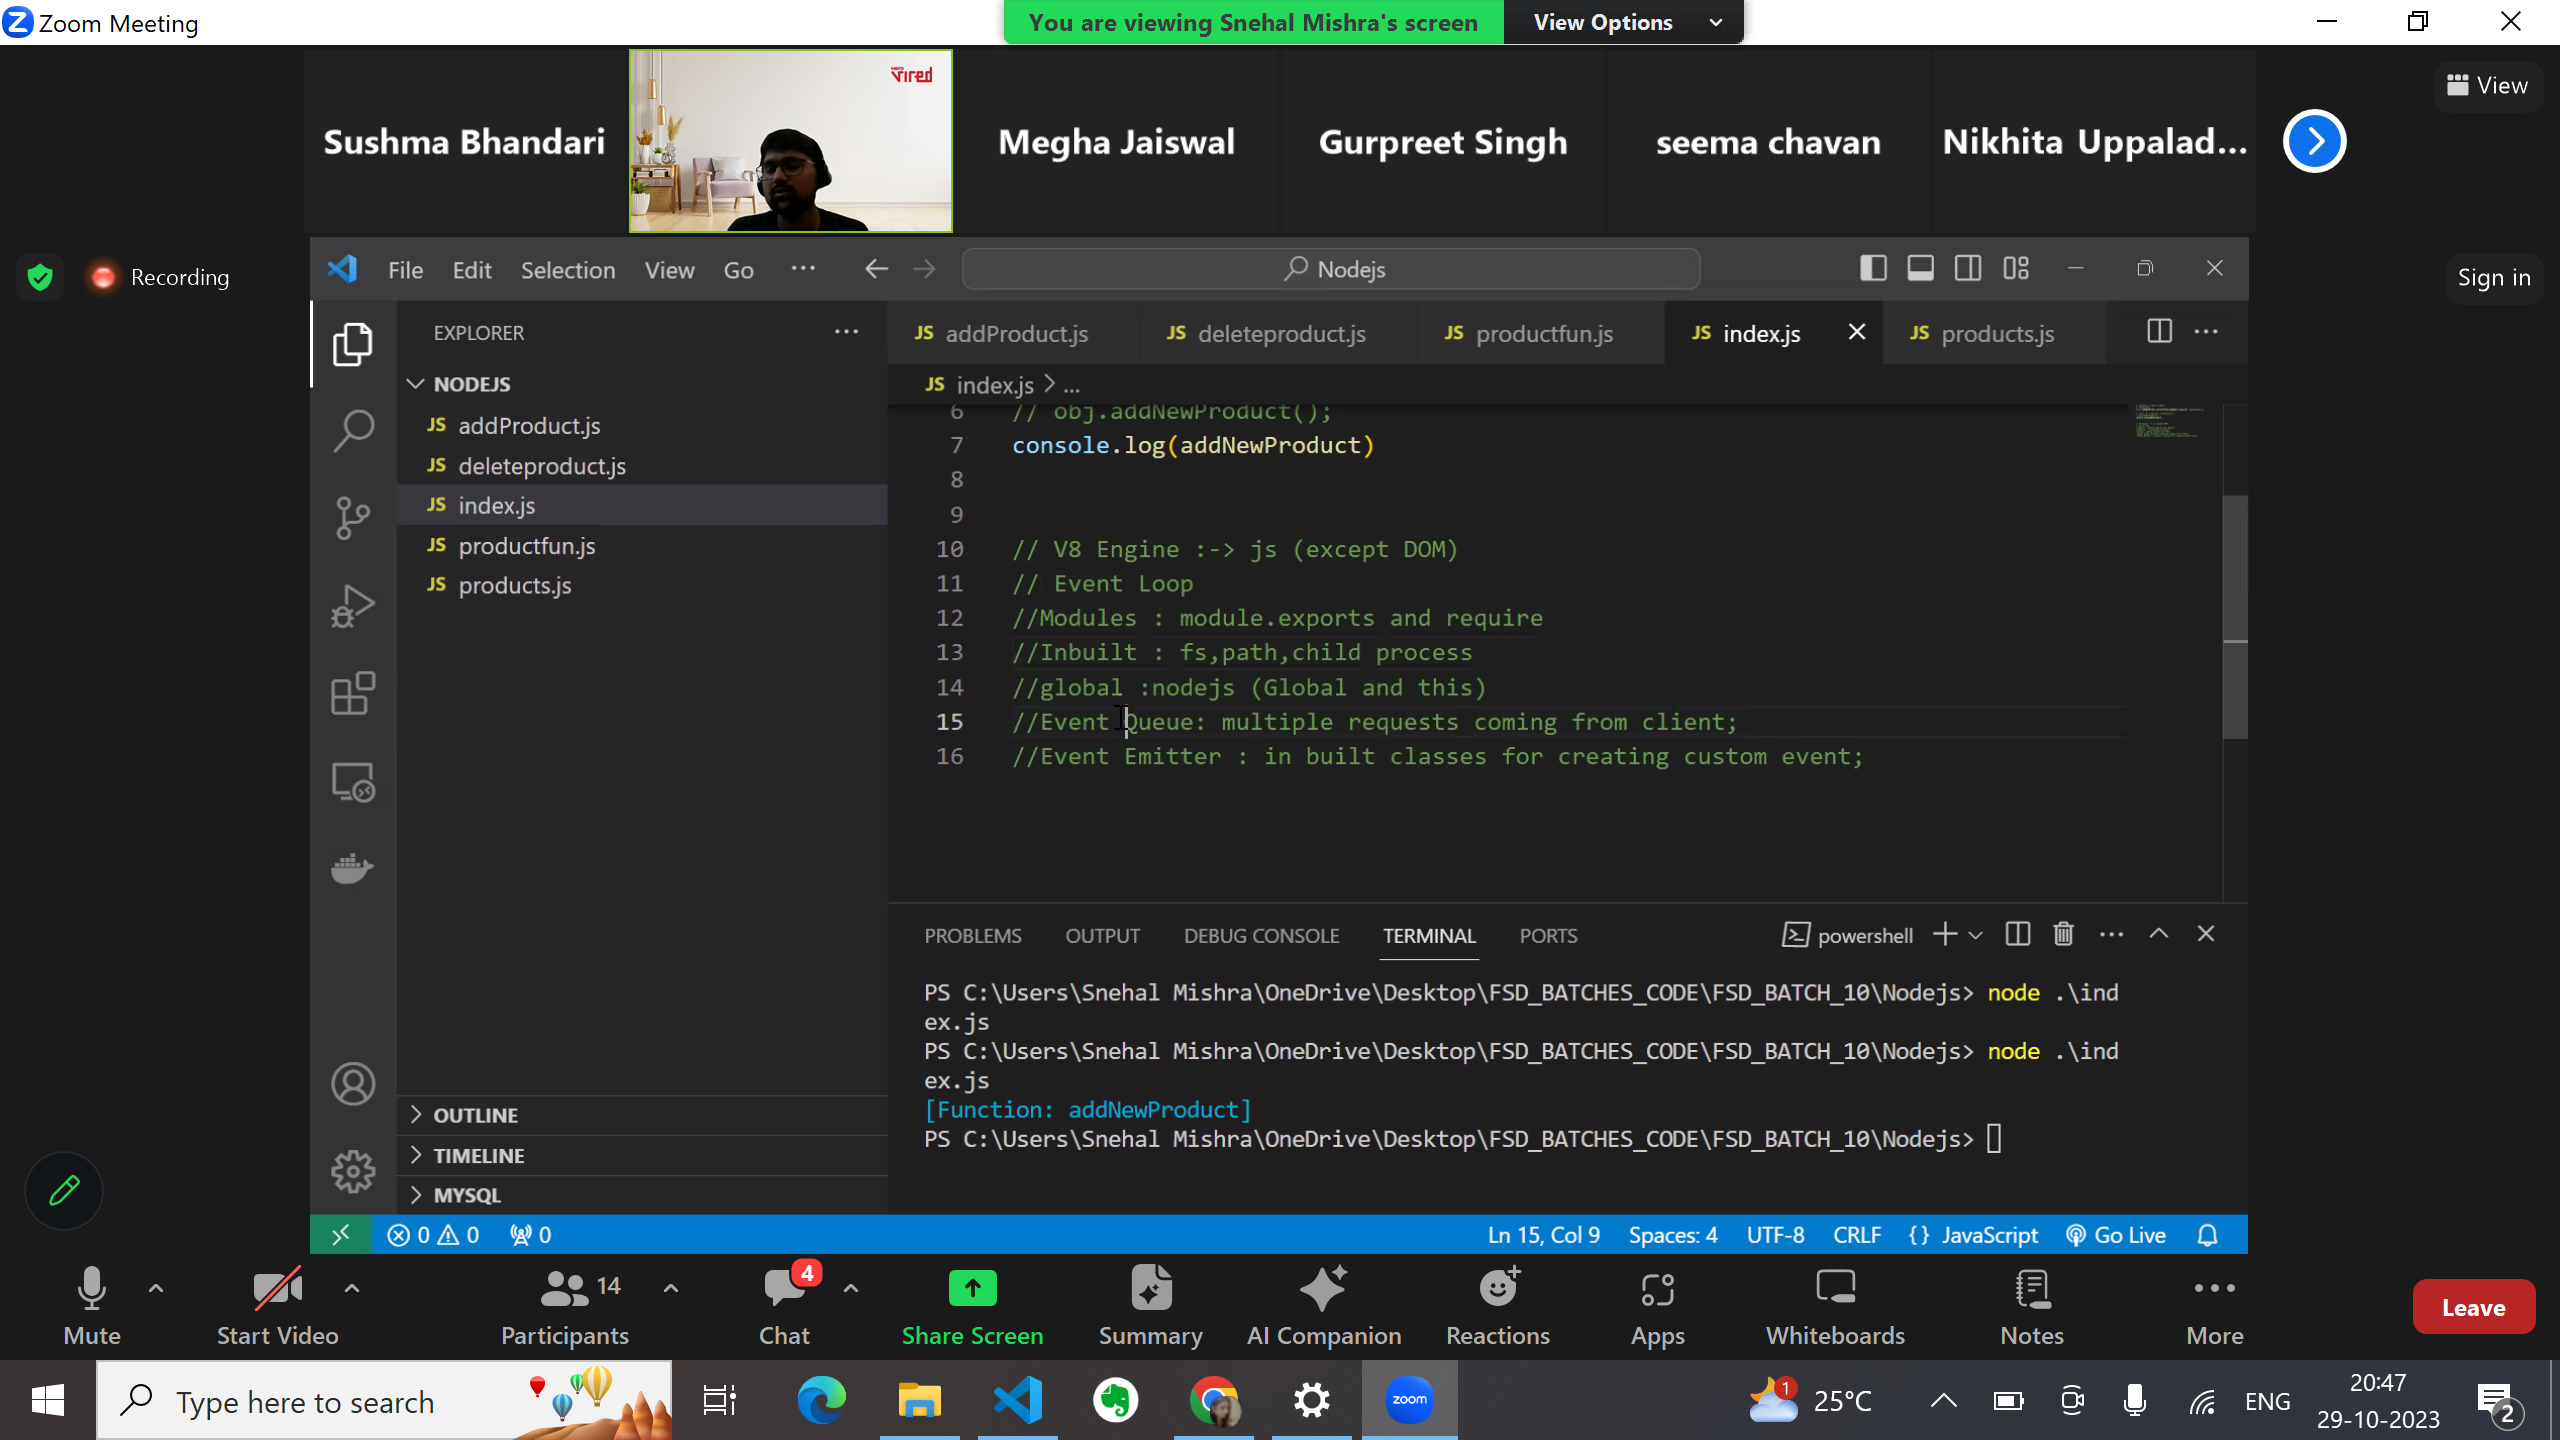 Zoom Meeting
You are viewing Snehal Mishra's screen
View Options
View
Sushma Bhandari
Vired
Megha Jaiswal
Gurpreet Singh
seema chavan
Nikhita Uppalad...
Recording
Sign in
File Edit Selection View Go ...
Nodejs
EXPLORER
NODEJS
JS addProduct.js
JS deleteproduct.js
JS index.js
JS productfun.js
JS products.js
OUTLINE
TIMELINE
MYSQL
JS addProduct.js
JS deleteproduct.js
JS productfun.js
JS index.js
JS products.js
JS index.js > ...
6 // obj.addNewProduct();
7 console.log(addNewProduct)
8
9
10 // V8 Engine :-> js (except DOM)
11 // Event Loop
12 //Modules : module.exports and require
13 //Inbuilt : fs,path,child process
14 //global :nodejs (Global and this)
15 //Event Queue: multiple requests coming from client;
16 //Event Emitter : in built classes for creating custom event;
PROBLEMS OUTPUT DEBUG CONSOLE TERMINAL PORTS
powershell
PS C:\Users\Snehal Mishra\OneDrive\Desktop\FSD_BATCHES_CODE\FSD_BATCH_10\Nodejs> node .\ind
ex.js
PS C:\Users\Snehal Mishra\OneDrive\Desktop\FSD_BATCHES_CODE\FSD_BATCH_10\Nodejs> node .\ind
ex.js
[Function: addNewProduct]
PS C:\Users\Snehal Mishra\OneDrive\Desktop\FSD_BATCHES_CODE\FSD_BATCH_10\Nodejs>
0 0 0
Ln 15, Col 9 Spaces: 4 UTF-8 CRLF {} JavaScript Go Live
Mute
Start Video
14
Participants
4
Chat
Share Screen
Summary
AI Companion
Reactions
Apps
Whiteboards
Notes
More
Leave
Type here to search
zoom
1
25°C
ENG
20:47
29-10-2023
2